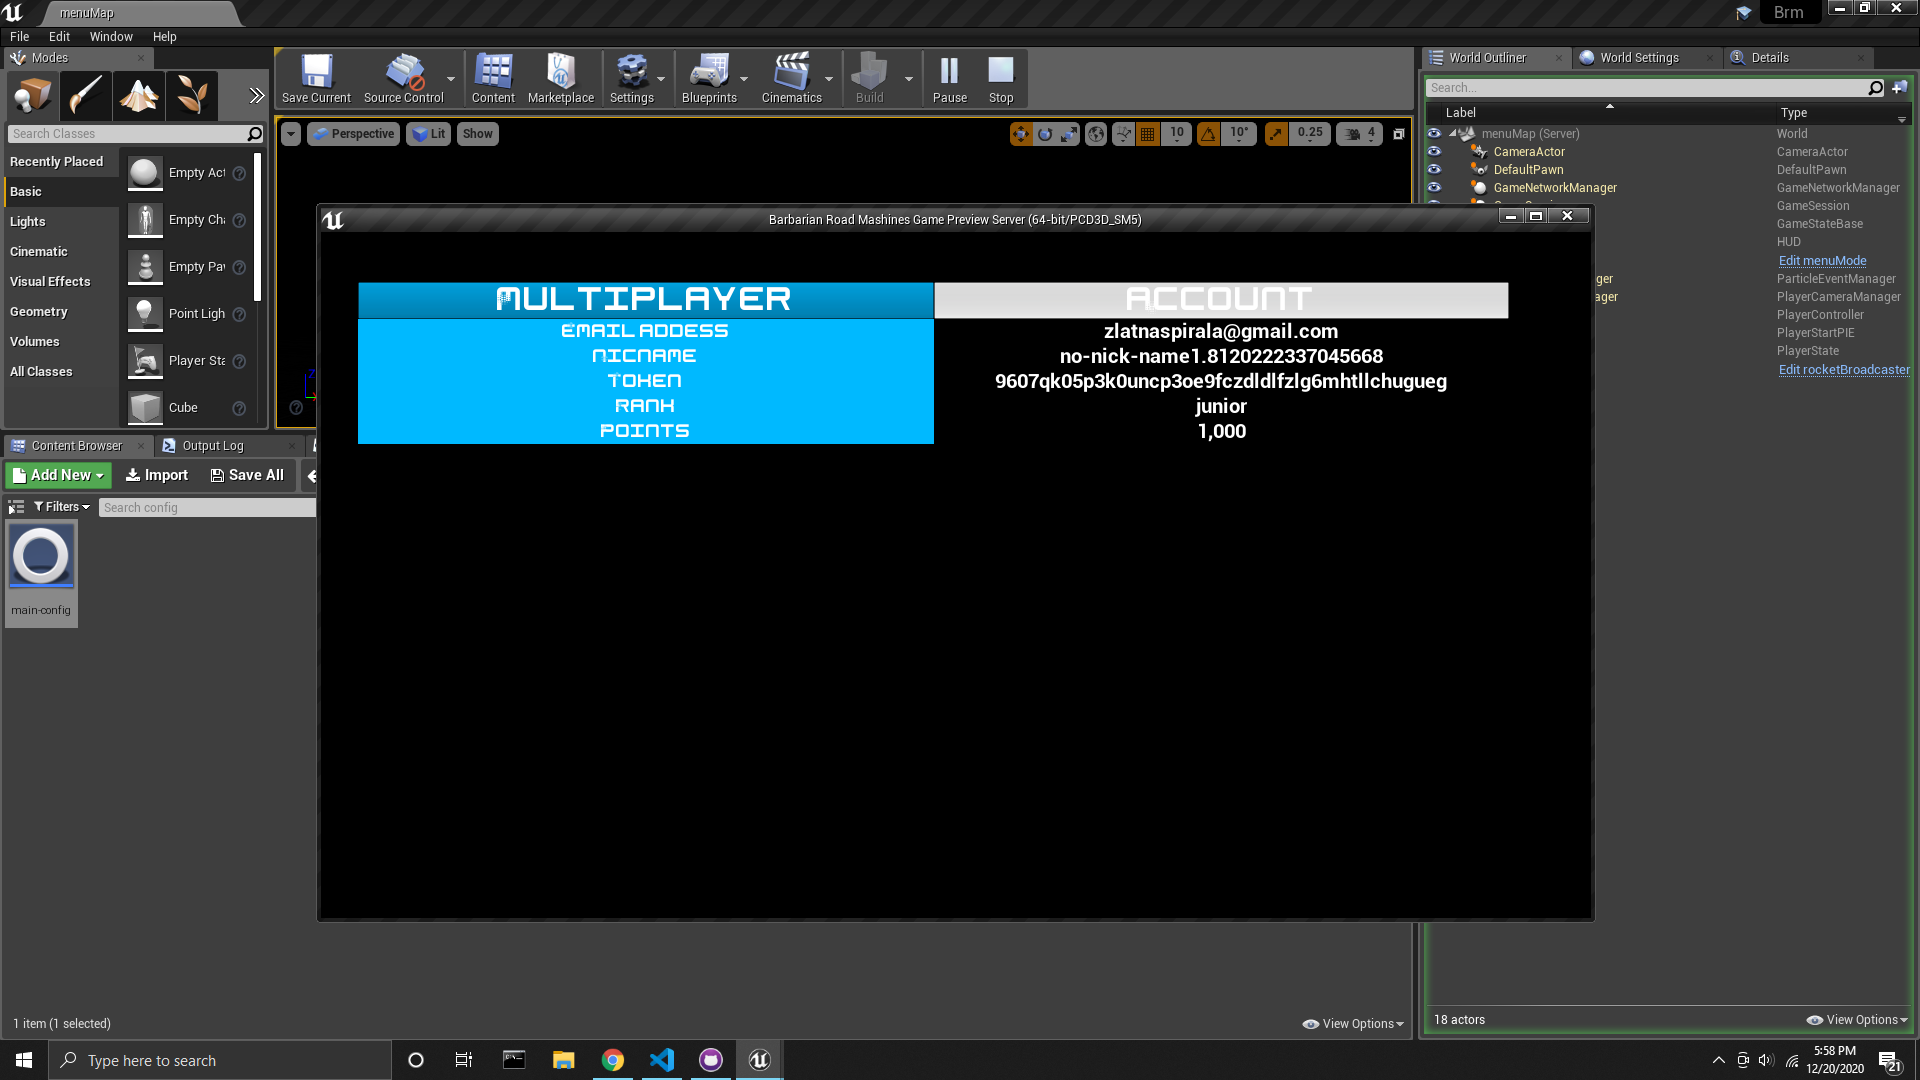 menuMap
Brm
File Edit Window Help
Modes
Save Current
Source Control
Content
Marketplace
Settings
Blueprints
Cinematics
Build
Pause
Stop
World Outliner
World Settings
Details
Search Classes
Perspective Lit Show
10
10°
0.25
4
Search...
Label Type
menuMap (Server) World
CameraActor CameraActor
DefaultPawn DefaultPawn
GameNetworkManager GameNetworkManager
GameSession
GameStateBase
HUD
Edit menuMode
ger ParticleEventManager
ager PlayerCameraManager
PlayerController
PlayerStartPIE
PlayerState
Edit rocketBroadcaster
Recently Placed
Basic
Lights
Cinematic
Visual Effects
Geometry
Volumes
All Classes
Empty Act
Empty Cha
Empty Pav
Point Ligh
Player Sta
Cube
Barbarian Road Mashines Game Preview Server (64-bit/PCD3D_SM5)
MULTIPLAYER ACCOUNT
EMAIL ADDESS zlatnaspirala@gmail.com
NICNAME no-nick-name1.8120222337045668
TOKEN 9607qk05p3k0uncp3oe9fczdldlfzlg6mhtllchugueg
RANK junior
POINTS 1,000
Content Browser
Output Log
Add New
Import
Save All
Filters
Search config
main-config
1 item (1 selected)
View Options
18 actors
View Options
Type here to search
5:58 PM
12/20/2020
21